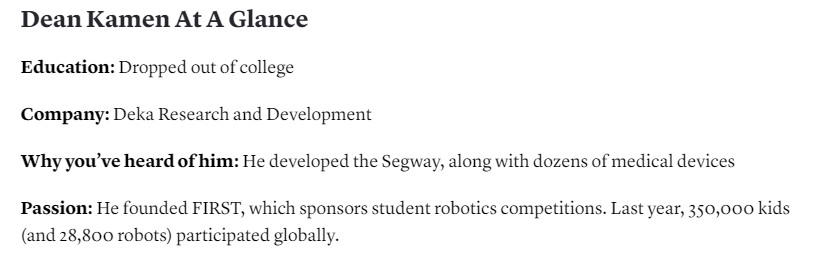 Dean Kamen At A Glance
Education: Dropped out of college
Company: Deka Research and Development
Why you’ve heard of him: He developed the Segway, along with dozens of medical devices
Passion: He founded FIRST, which sponsors student robotics competitions. Last year, 350,000 kids
(and 28,800 robots) participated globally.